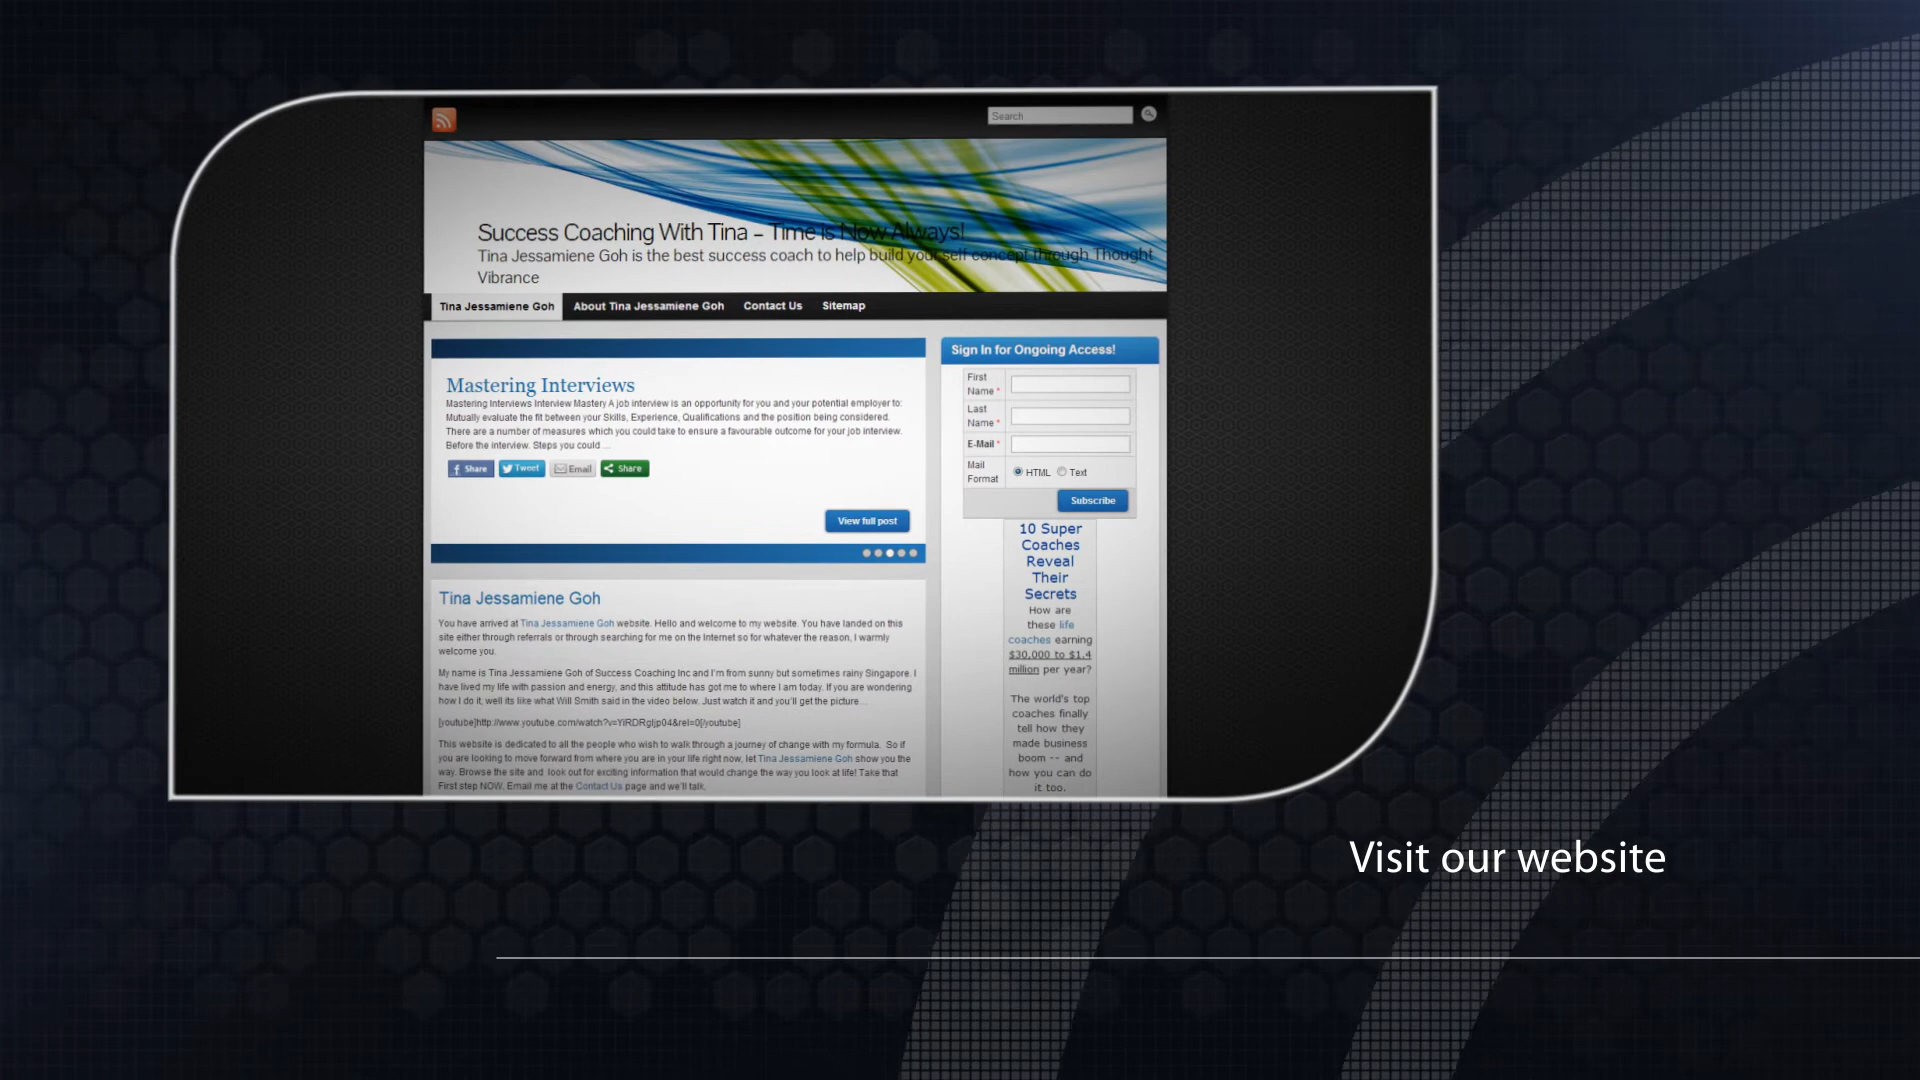 Search
Success Coaching With Tina – Time is Now Always!
Tina Jessamiene Goh is the best success coach to help build your self concept through Thought
Vibrance
Tina Jessamiene Goh
About Tina Jessamiene Goh
Contact Us
Sitemap
Mastering Interviews
Mastering Interviews Interview Mastery A job interview is an opportunity for you and your potential employer to:
Mutually evaluate the fit between your Skills, Experience, Qualifications and the position being considered.
There are a number of measures which you could take to ensure a favourable outcome for your job interview.
Before the interview. Steps you could ...
Share
Tweet
Email
Share
View full post
Tina Jessamiene Goh
You have arrived at Tina Jessamiene Goh website. Hello and welcome to my website. You have landed on this
site either through referrals or through searching for me on the Internet so for whatever the reason, I warmly
welcome you.
My name is Tina Jessamiene Goh of Success Coaching Inc and I'm from sunny but sometimes rainy Singapore. I
have lived my life with passion and energy, and this attitude has got me to where I am today. If you are wondering
how I do it, well its like what Will Smith said in the video below. Just watch it and you'll get the picture...
[youtube]http://www.youtube.com/watch?v=YiRDRgIjp04&rel=0[/youtube]
This website is dedicated to all the people who wish to walk through a journey of change with my formula. So if
you are looking to move forward from where you are in your life right now, let Tina Jessamiene Goh show you the
way. Browse the site and look out for exciting information that would change the way you look at life! Take that
First step NOW. Email me at the Contact Us page and we'll talk.
Sign In for Ongoing Access!
First
Name *
Last
Name *
E-Mail *
Mail
Format
HTML
Text
Subscribe
10 Super
Coaches
Reveal
Their
Secrets
How are
these life
coaches earning
$30,000 to $1.4
million per year?
The world's top
coaches finally
tell how they
made business
boom -- and
how you can do
it too.
Visit our website